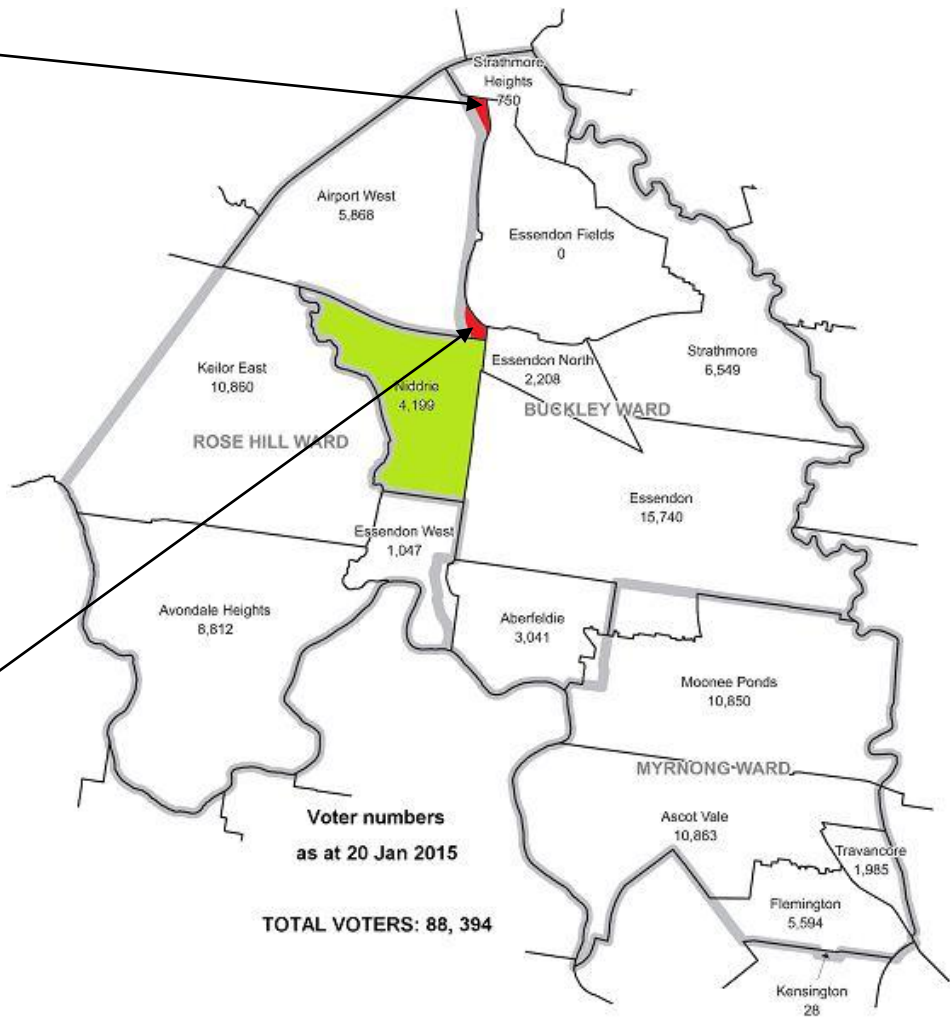 Strathmore
Heights
750
Airport West
5,868
Essendon Fields
0
Keilor East
10,860
Niddrie
4,199
Essendon North
2,208
Strathmore
6,549
BUCKLEY WARD
ROSE HILL WARD
Essendon
15,740
Essendon West
1,047
Avondale Heights
8,812
Aberfeldie
3,041
Moonee Ponds
10,850
MYRNONG WARD
Ascot Vale
10,863
Travancore
1,985
Flemington
5,594
Kensington
28
Voter numbers
as at 20 Jan 2015
TOTAL VOTERS: 88, 394